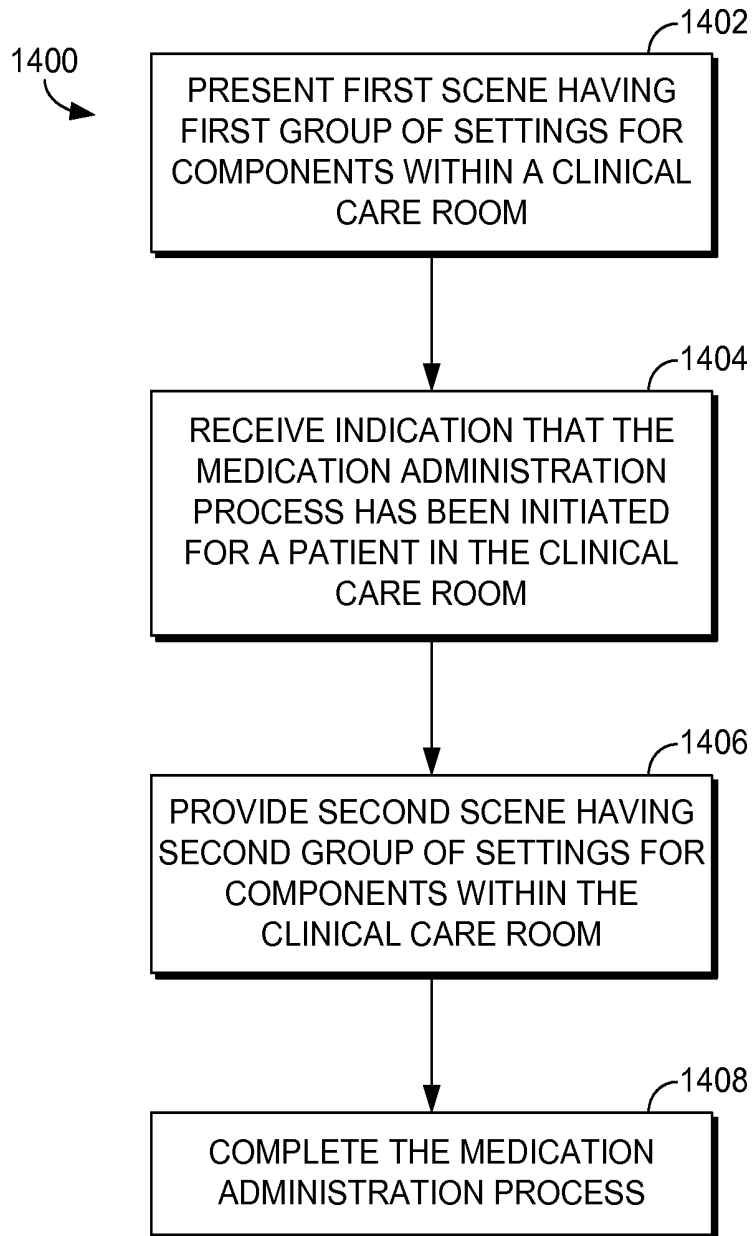 1400
1402
PRESENT FIRST SCENE HAVING
FIRST GROUP OF SETTINGS FOR
COMPONENTS WITHIN A CLINICAL
CARE ROOM
1404
RECEIVE INDICATION THAT THE
MEDICATION ADMINISTRATION
PROCESS HAS BEEN INITIATED
FOR A PATIENT IN THE CLINICAL
CARE ROOM
1406
PROVIDE SECOND SCENE HAVING
SECOND GROUP OF SETTINGS FOR
COMPONENTS WITHIN THE
CLINICAL CARE ROOM
1408
COMPLETE THE MEDICATION
ADMINISTRATION PROCESS